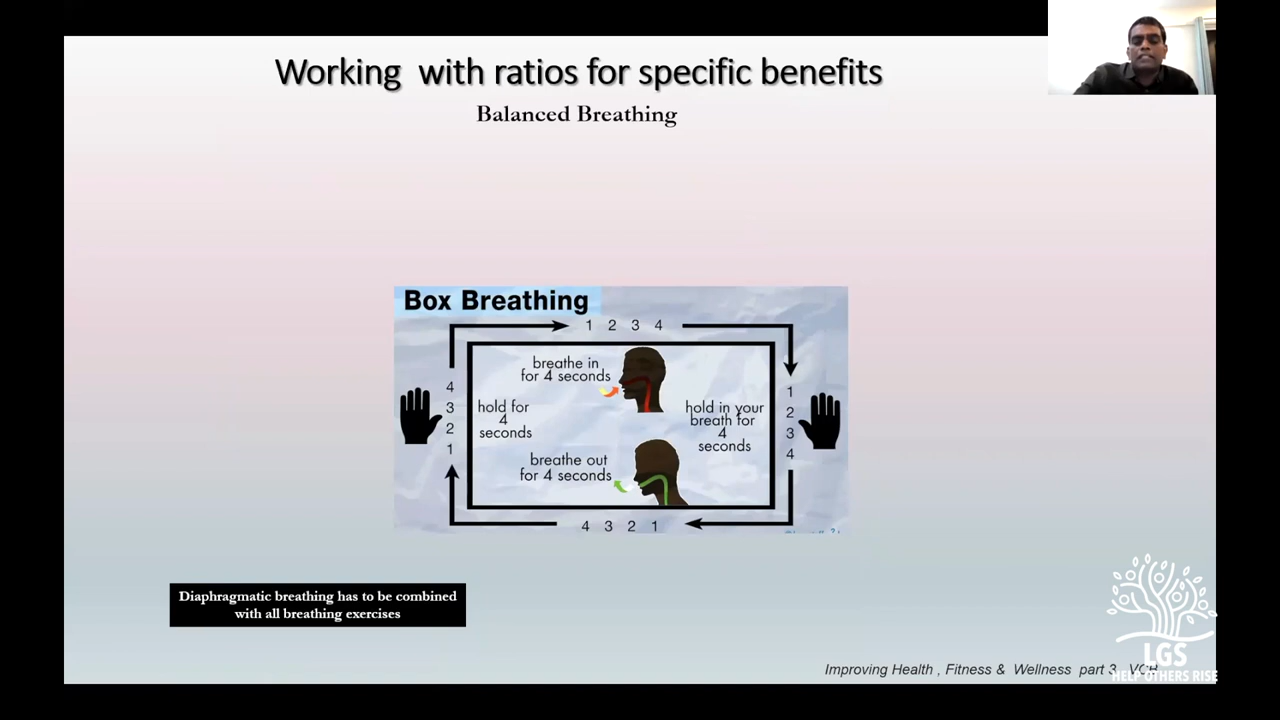 Working with ratios for specific benefits
Balanced Breathing
Box Breathing
1 2 3 4
breathe in
for 4 seconds
4
3
2
1
hold for
4
seconds
hold in your
breath for
4
seconds
1
2
3
4
breathe out
for 4 seconds
4 3 2 1
Diaphragmatic breathing has to be combined
with all breathing exercises
Improving Health , Fitness & Wellness part 3
LGS
HELP OTHERS RISE